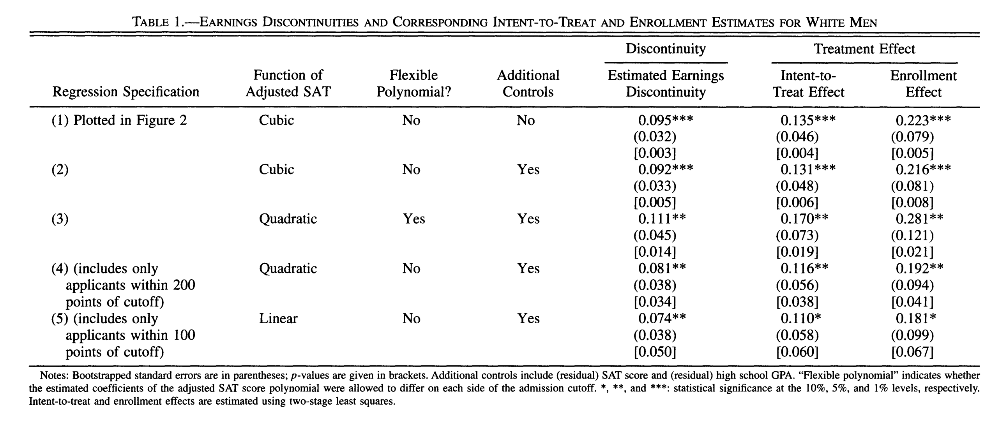 TABLE 1.—EARNINGS DISCONTINUITIES AND CORRESPONDING INTENT-TO-TREAT AND ENROLLMENT ESTIMATES FOR WHITE MEN
Discontinuity Treatment Effect
Function of Flexible Additional Estimated Earnings Intent-to- Enrollment
Regression Specification Adjusted SAT Polynomial? Controls Discontinuity Treat Effect Effect
(1) Plotted in Figure 2 Cubic No No 0.095*** 0.135*** 0.223***
(0.032) (0.046) (0.079)
[0.003] [0.004] [0.005]
(2) Cubic No Yes 0.092*** 0.131*** 0.216***
(0.033) (0.048) (0.081)
[0.005] [0.006] [0.008]
(3) Quadratic Yes Yes 0.111** 0.170** 0.281**
(0.045) (0.073) (0.121)
[0.014] [0.019] [0.021]
(4) (includes only Quadratic No Yes 0.081** 0.116** 0.192**
applicants within 200 (0.038) (0.056) (0.094)
points of cutoff) [0.034] [0.038] [0.041]
(5) (includes only Linear No Yes 0.074** 0.110* 0.181*
applicants within 100 (0.038) (0.058) (0.099)
points of cutoff) [0.050] [0.060] [0.067]
Notes: Bootstrapped standard errors are in parentheses; p-values are given in brackets. Additional controls include (residual) SAT score and (residual) high school GPA. “Flexible polynomial” indicates whether
the estimated coefficients of the adjusted SAT score polynomial were allowed to differ on each side of the admission cutoff. *, **, and ***: statistical significance at the 10%, 5%, and 1% levels, respectively.
Intent-to-treat and enrollment effects are estimated using two-stage least squares.